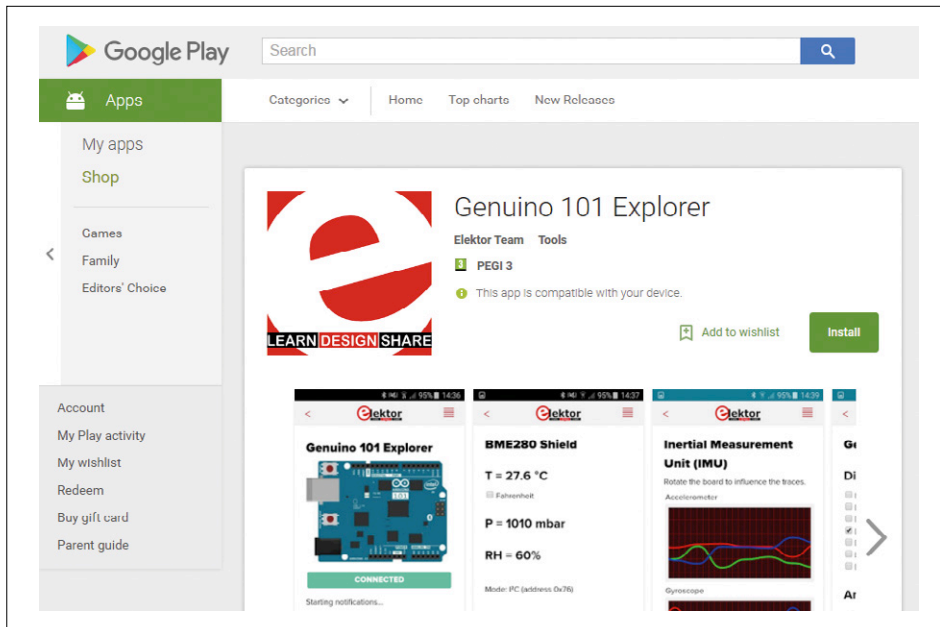 Google Play
Search
Apps
Categories
Home
Top charts
New Releases
My apps
Shop
Games
Family
Editors' Choice
Account
My Play activity
My wishlist
Redeem
Buy gift card
Parent guide
e
LEARN DESIGN SHARE
Genuino 101 Explorer
Elektor Team Tools
3 PEGI 3
This app is compatible with your device.
Add to wishlist
Install
95% 14:36
elektor
Genuino 101 Explorer
101
CONNECTED
Starting notifications...
95% 14:37
elektor
BME280 Shield
T = 27.6 °C
Fahrenheit
P = 1010 mbar
RH = 60%
Mode: I²C (address 0x76)
95% 14:39
elektor
Inertial Measurement
Unit (IMU)
Rotate the board to influence the traces.
Accelerometer
Gyroscope
Di